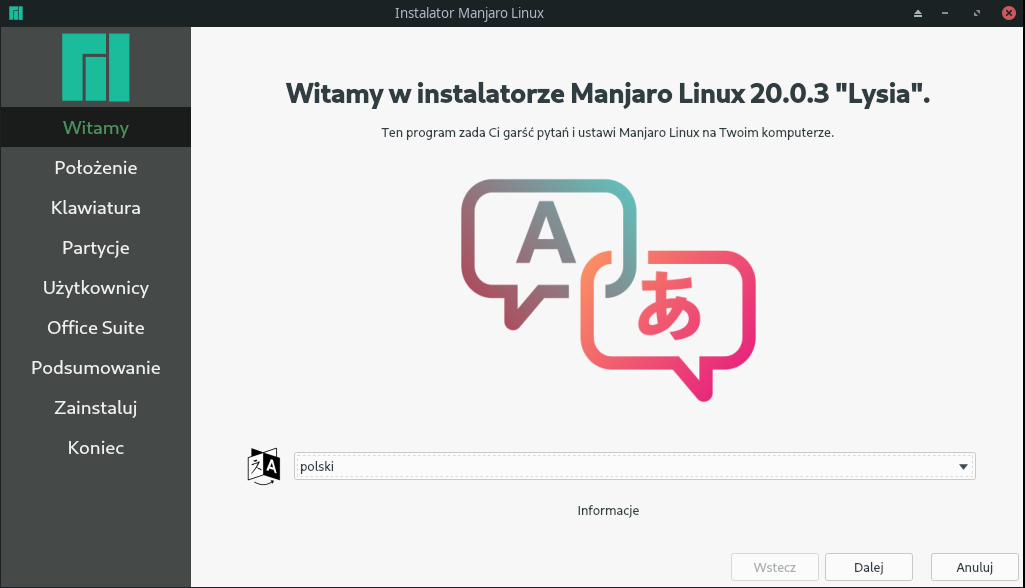 Instalator Manjaro Linux
Witamy
Położenie
Klawiatura
Partycje
Użytkownicy
Office Suite
Podsumowanie
Zainstaluj
Koniec
Witamy w instalatorze Manjaro Linux 20.0.3 "Lysia".
Ten program zada Ci garść pytań i ustawi Manjaro Linux na Twoim komputerze.
A
あ
A
polski
Informacje
Wstecz Dalej Anuluj